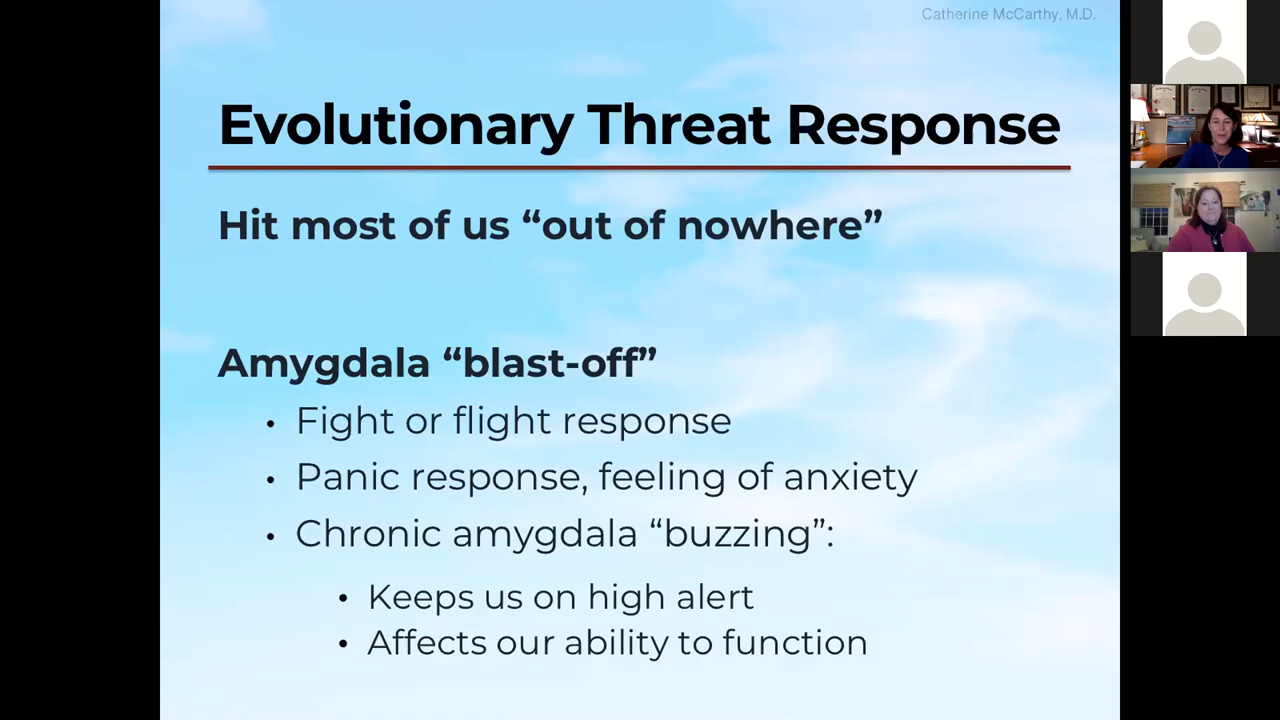 Catherine McCarthy, M.D.
Evolutionary Threat Response
Hit most of us “out of nowhere”
Amygdala “blast-off”
• Fight or flight response
• Panic response, feeling of anxiety
• Chronic amygdala “buzzing”:
• Keeps us on high alert
• Affects our ability to function